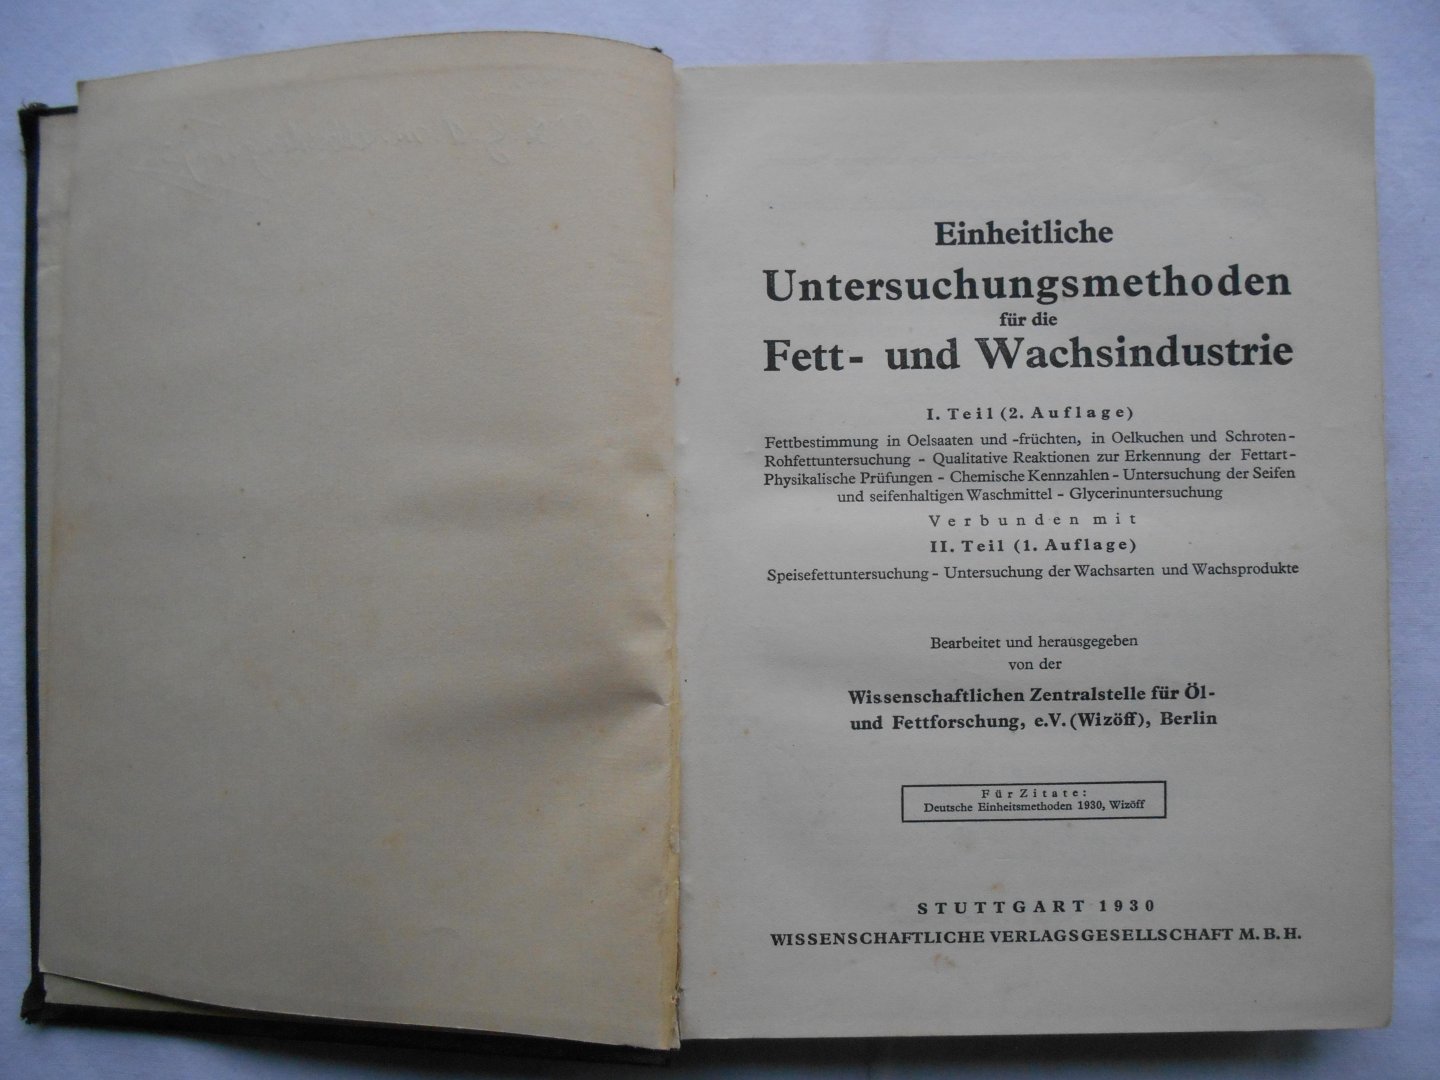 Einheitliche
Untersuchungsmethoden
für die
Fett- und Wachsindustrie
I. Teil (2. Auflage)
Fettbestimmung in Oelsaaten und -früchten, in Oelkuchen und Schroten-
Rohfettuntersuchung - Qualitative Reaktionen zur Erkennung der Fettart-
Physikalische Prüfungen - Chemische Kennzahlen - Untersuchung der Seifen
und seifenhaltigen Waschmittel - Glycerinuntersuchung
Verbunden mit
II. Teil (1. Auflage)
Speisefettuntersuchung - Untersuchung der Wachsarten und Wachsprodukte
Bearbeitet und herausgegeben
von der
Wissenschaftlichen Zentralstelle für Öl-
und Fettforschung, e.V. (Wizöff), Berlin
Für Zitate:
Deutsche Einheitsmethoden 1930, Wizöff
STUTTGART 1930
WISSENSCHAFTLICHE VERLAGSGESELLSCHAFT M. B. H.